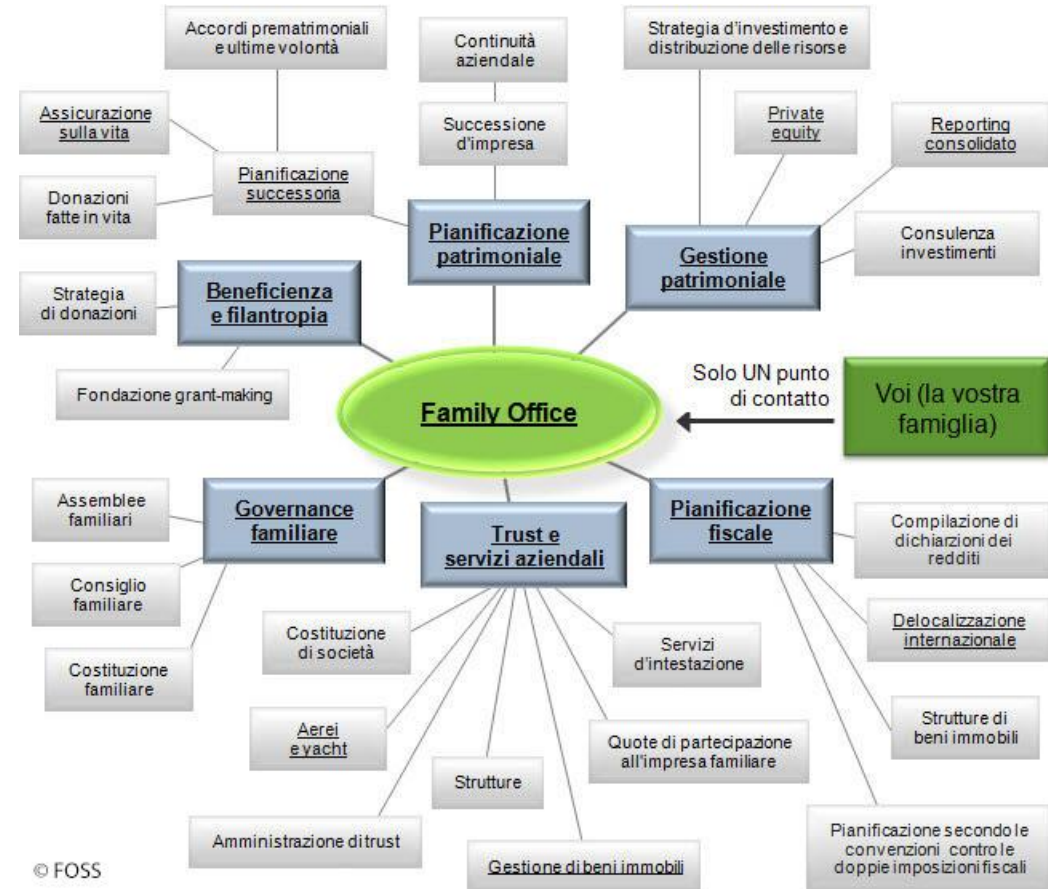 Accordi prematrimoniali
e ultime volontà
Continuità
aziendale
Strategia d'investimento e
distribuzione delle risorse
Assicurazione
sulla vita
Successione
d'impresa
Private
equity
Reporting
consolidato
Pianificazione
successoria
Donazioni
fatte in vita
Pianificazione
patrimoniale
Gestione
patrimoniale
Consulenza
investimenti
Beneficienza
e filantropia
Strategia
di donazioni
Fondazione grant-making
Family Office
Solo UN punto
di contatto
Voi (la vostra
famiglia)
Assemblee
familiari
Governance
familiare
Trust e
servizi aziendali
Pianificazione
fiscale
Compilazione di
dichiarzioni dei
redditi
Consiglio
familiare
Costituzione
familiare
Costituzione
di società
Servizi
d'intestazione
Delocalizzazione
internazionale
Aerei
e yacht
Strutture
Quote di partecipazione
all'impresa familiare
Strutture di
beni immobili
Amministrazione di trust
Gestione di beni immobili
Pianificazione secondo le
convenzioni contro le
doppie imposizioni fiscali
© FOSS